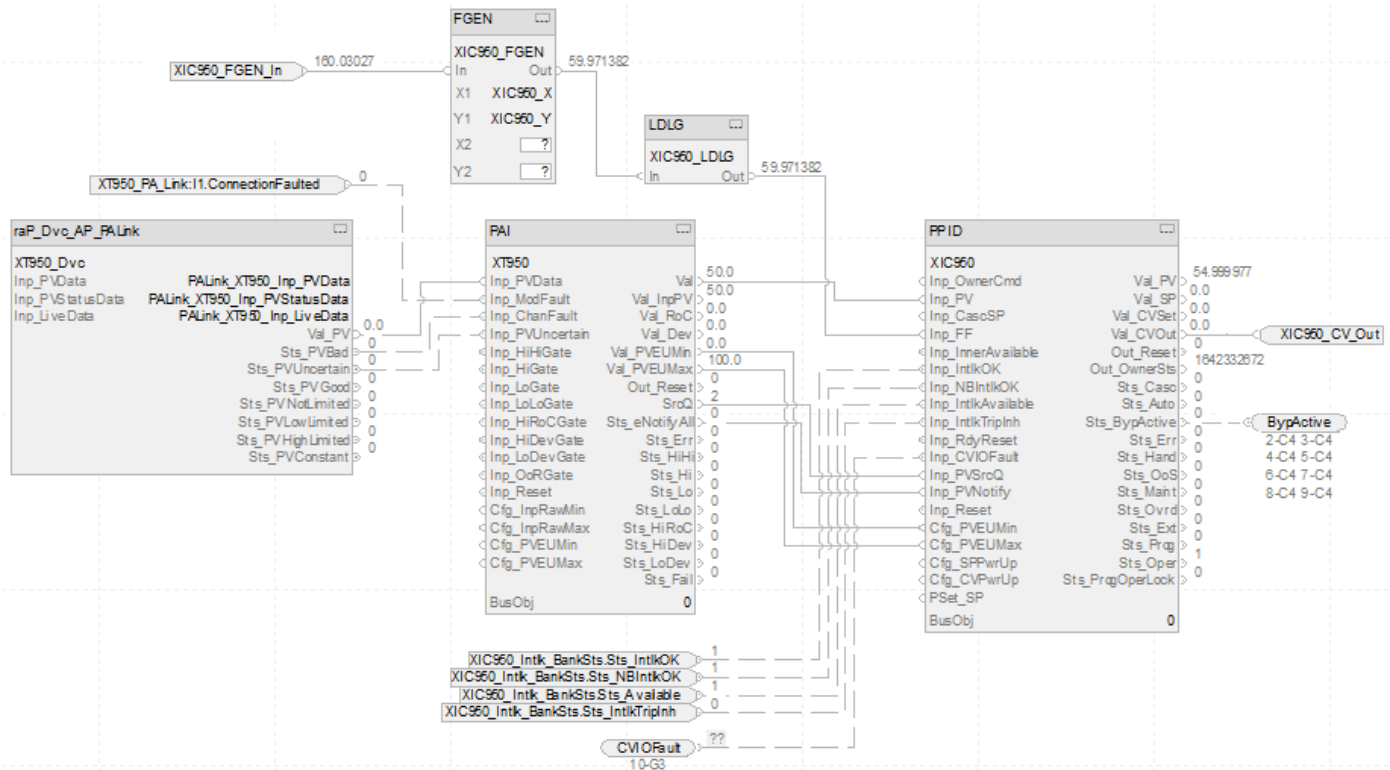 FGEN
XIC950_FGEN
XIC950_FGEN_In
160.03027
In
Out
59.971382
X1
XIC950_X
Y1
XIC950_Y
X2
?
Y2
?
LDLG
XIC950_LDLG
In
Out
59.971382
XT950_PA_Link:I1.ConnectionFaulted
0
raP_Dvc_AP_PALink
XT950_Dvc
Inp_PVData
PALink_XT950_Inp_PVData
Inp_PVStatusData
PALink_XT950_Inp_PVStatusData
Inp_LiveData
PALink_XT950_Inp_LiveData
Val_PV
0.0
Sts_PVBad
0
Sts_PVUncertain
0
Sts_PVGood
0
Sts_PVNotLimited
0
Sts_PVLowLimited
0
Sts_PVHighLimited
0
Sts_PVConstant
0
PAI
XT950
Inp_PVData
Val
50.0
Inp_ModFault
Val_InpPV
50.0
Inp_ChanFault
Val_RoC
0.0
Inp_PVUncertain
Val_Dev
0.0
Inp_HiHiGate
Val_PVEUMin
0.0
Inp_HiGate
Val_PVEUMax
100.0
Inp_LoGate
Out_Reset
0
Inp_LoLoGate
SrcQ
2
Inp_HiRoCGate
Sts_eNotifyAll
0
Inp_HiDevGate
Sts_Err
0
Inp_LoDevGate
Sts_HiHi
0
Inp_OoRGate
Sts_Hi
0
Inp_Reset
Sts_Lo
0
Cfg_InpRawMin
Sts_LoLo
0
Cfg_InpRawMax
Sts_HiRoC
0
Cfg_PVEUMin
Sts_HiDev
0
Cfg_PVEUMax
Sts_LoDev
0
Sts_Fail
0
BusObj
0
PPID
XIC950
Inp_OwnerCmd
Val_PV
54.999977
Inp_PV
Val_SP
0.0
Inp_CascSP
Val_CVSet
0.0
Inp_FF
Val_CVOut
0.0
XIC950_CV_Out
Inp_InnerAvailable
Out_Reset
0
Inp_IntlkOK
Out_OwnerSts
1642332672
Inp_NBIntlkOK
Sts_Casc
0
Inp_IntlkAvailable
Sts_Auto
0
Inp_IntlkTripInh
Sts_BypActive
0
BypActive
2-C4 3-C4
4-C4 5-C4
6-C4 7-C4
8-C4 9-C4
Inp_RdyReset
Sts_Err
0
Inp_CVIOFault
Sts_Hand
0
Inp_PVSrcQ
Sts_OoS
0
Inp_PVNotify
Sts_Maint
0
Inp_Reset
Sts_Ovrd
0
Cfg_PVEUMin
Sts_Ext
0
Cfg_PVEUMax
Sts_Prog
0
Cfg_SPPwrUp
Sts_Oper
1
Cfg_CVPwrUp
Sts_ProgOperLock
0
PSet_SP
BusObj
0
XIC950_Intlk_BankSts.Sts_IntlkOK
1
XIC950_Intlk_BankSts.Sts_NBIntlkOK
1
XIC950_Intlk_BankSts.Sts_Available
1
XIC950_Intlk_BankSts.Sts_IntlkTripInh
0
CVIOFault
??
10-G3